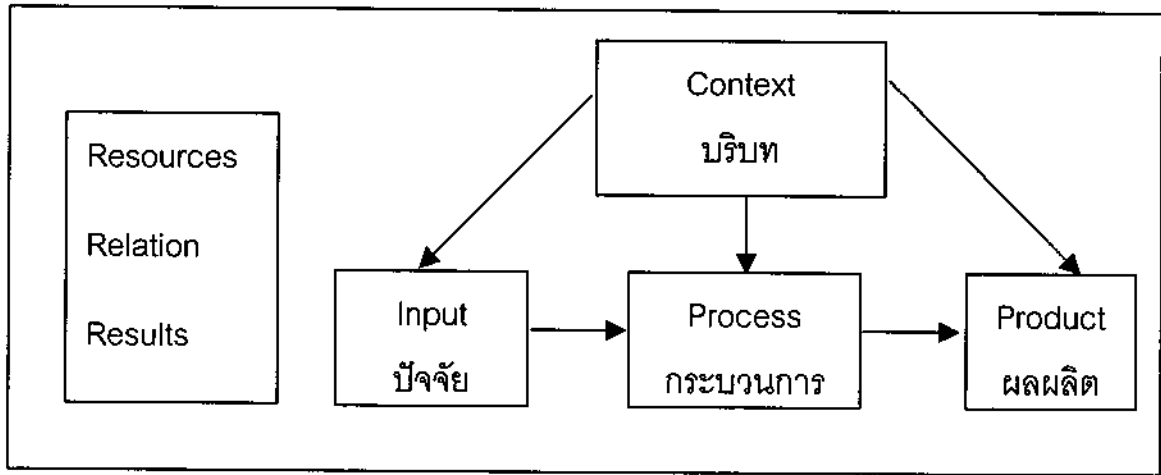 Resources
Relation
Results
Context
บริบท
Input
ปัจจัย
Process
กระบวนการ
Product
ผลผลิต